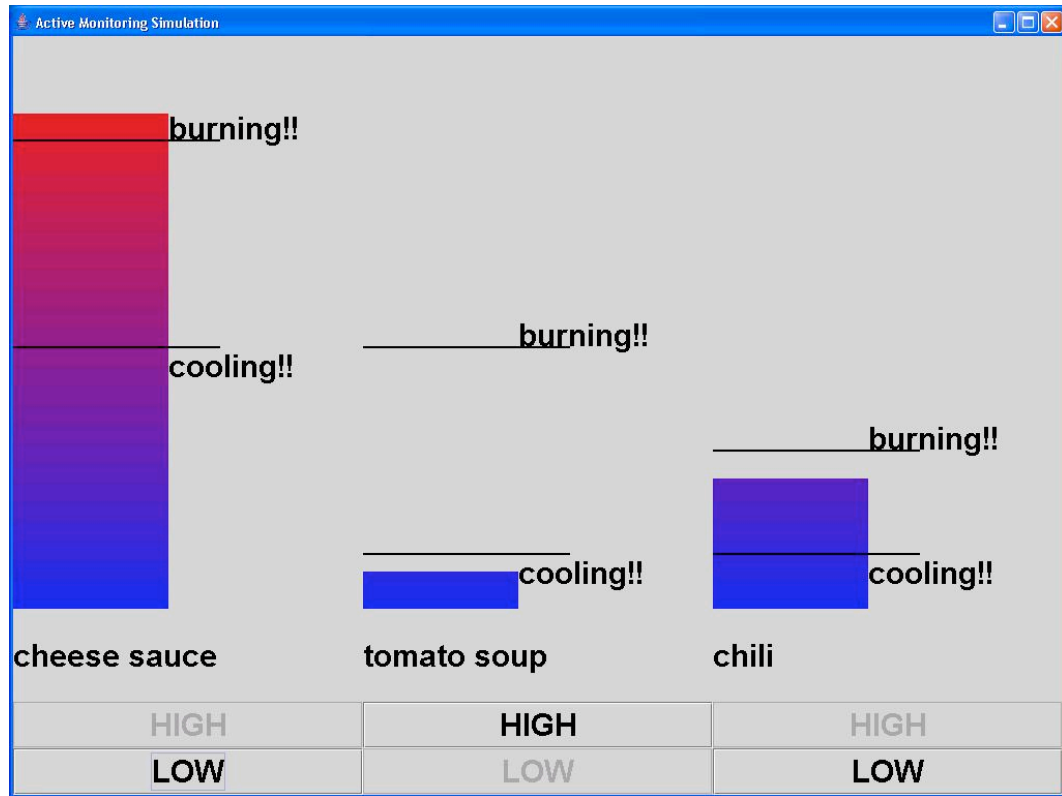 Active Monitoring Simulation
burning!!
burning!!
cooling!!
burning!!
cooling!!
cooling!!
cheese sauce
tomato soup
chili
HIGH
HIGH
HIGH
LOW
LOW
LOW